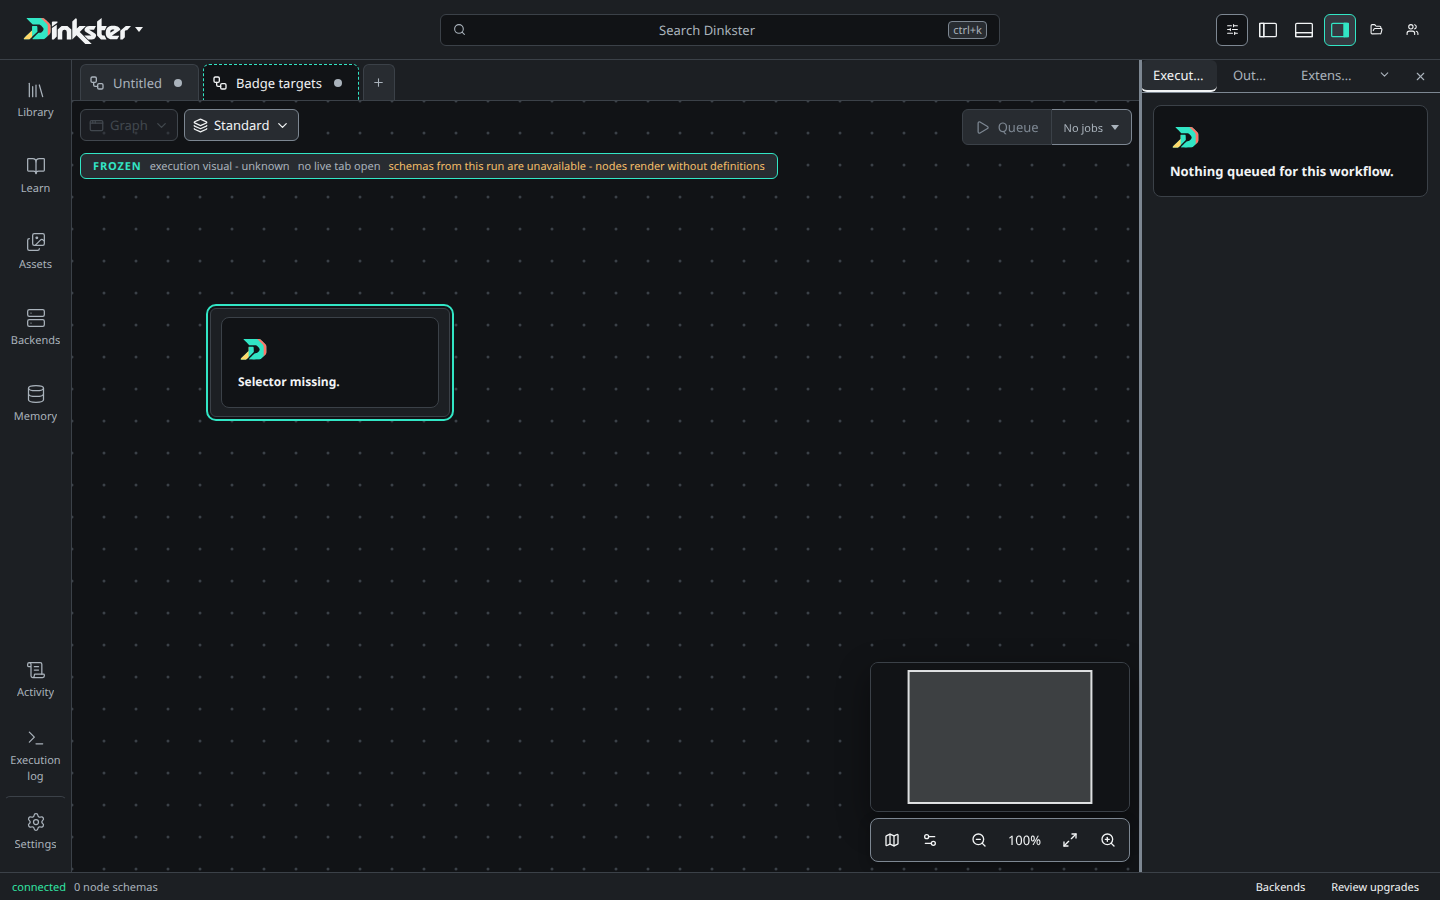 Dinkster
Search Dinkster
ctrl+k
Library
Learn
Assets
Backends
Memory
Activity
Execution
log
Settings
Untitled
Badge targets
+
Graph
Standard
Queue
No jobs
FROZEN execution visual - unknown no live tab open schemas from this run are unavailable - nodes render without definitions
Selector missing.
100%
Execut...
Out...
Extens...
Nothing queued for this workflow.
connected 0 node schemas
Backends
Review upgrades